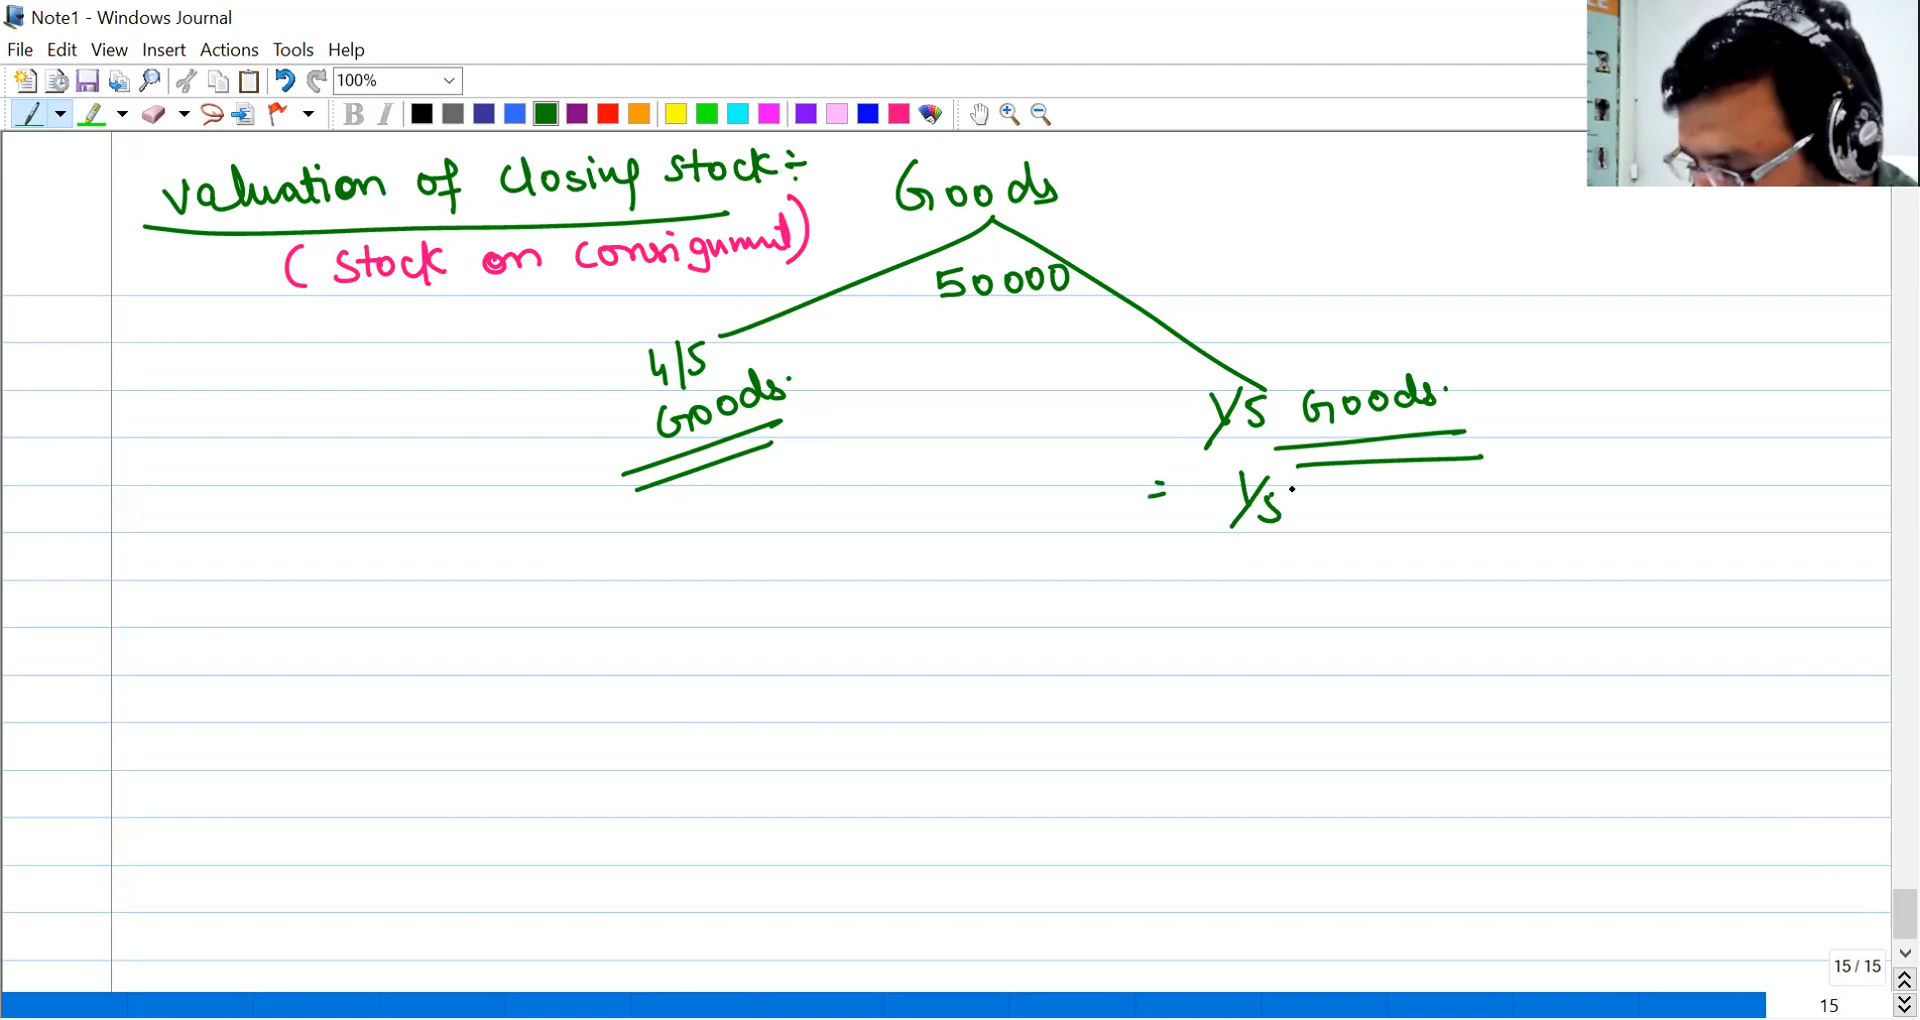 Note1 - Windows Journal
File Edit View Insert Actions Tools Help
100%
B I
Valuation of closing stock ÷
(stock on consignment)
Goods
50000
4/5
Goods.
1/5 Goods.
= 1/5
15 / 15
15